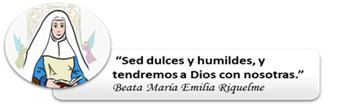 “Sed dulces y humildes, y
tendremos a Dios con nosotras.”
Beata María Emilia Riquelme